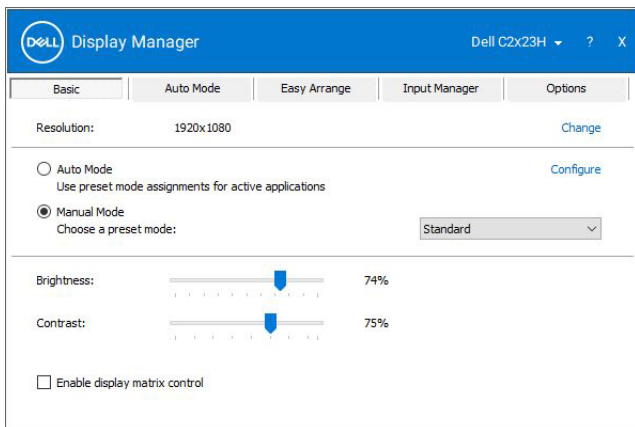 DELL Display Manager Dell C2x23H ? X
Basic Auto Mode Easy Arrange Input Manager Options
Resolution: 1920x1080 Change
Auto Mode Configure
Use preset mode assignments for active applications
Manual Mode
Choose a preset mode: Standard
Brightness: 74%
Contrast: 75%
Enable display matrix control